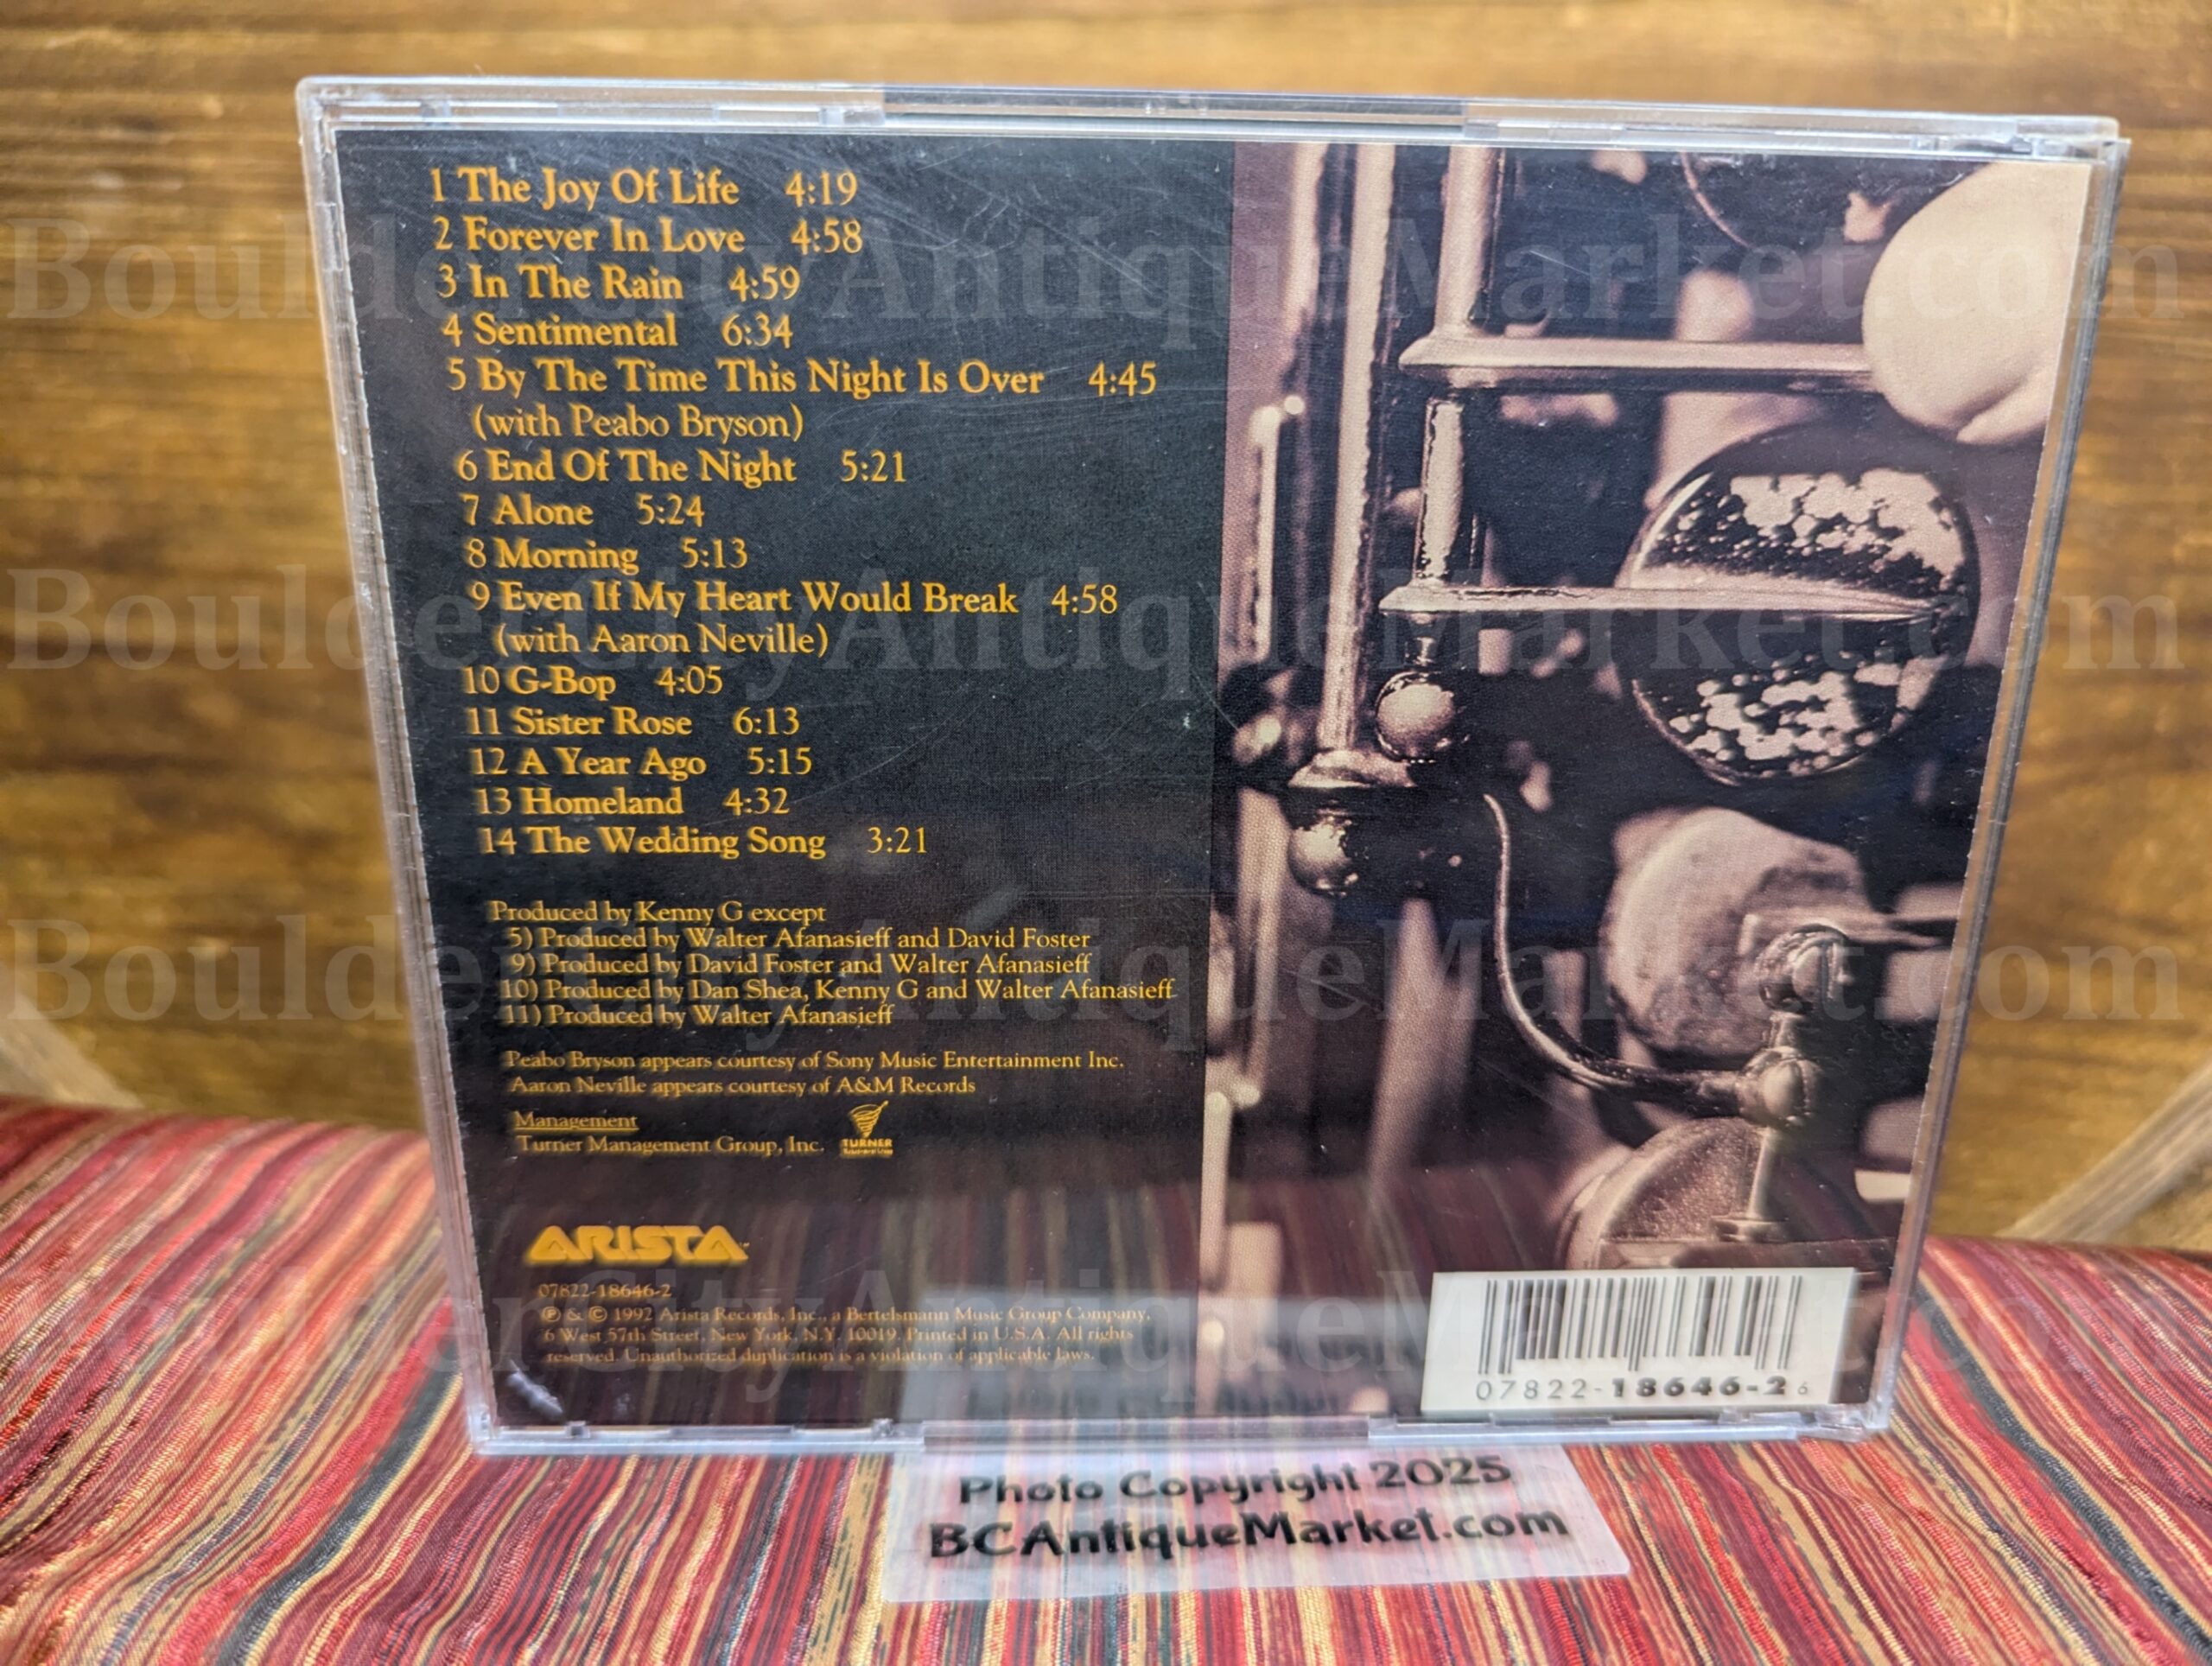 1 The Joy Of Life 4:19
2 Forever In Love 4:58
3 In The Rain 4:59
4 Sentimental 6:34
5 By The Time This Night Is Over 4:45
(with Peabo Bryson)
6 End Of The Night 5:21
7 Alone 5:24
8 Morning 5:13
9 Even If My Heart Would Break 4:58
(with Aaron Neville)
10 G-Bop 4:05
11 Sister Rose 6:13
12 A Year Ago 5:15
13 Homeland 4:32
14 The Wedding Song 3:21
Produced by Kenny G except
5) Produced by Walter Afanasieff and David Foster
9) Produced by David Foster and Walter Afanasieff
10) Produced by Dan Shea, Kenny G and Walter Afanasieff
11) Produced by Walter Afanasieff
Peabo Bryson appears courtesy of Sony Music Entertainment Inc.
Aaron Neville appears courtesy of A&M Records
Management
Turner Management Group, Inc.
TURNER
ARISTA
07822-18646-2
℗ & © 1992 Arista Records, Inc., a Bertelsmann Music Group Company,
6 West 57th Street, New York, N.Y. 10019. Printed in U.S.A. All rights
reserved. Unauthorized duplication is a violation of applicable laws.
07822-18646-2 6
Photo Copyright 2025
BCAntiqueMarket.com
BoulderCityAntiqueMarket.com
BoulderCityAntiqueMarket.com
BoulderCityAntiqueMarket.com
BoulderCityAntiqueMarket.com